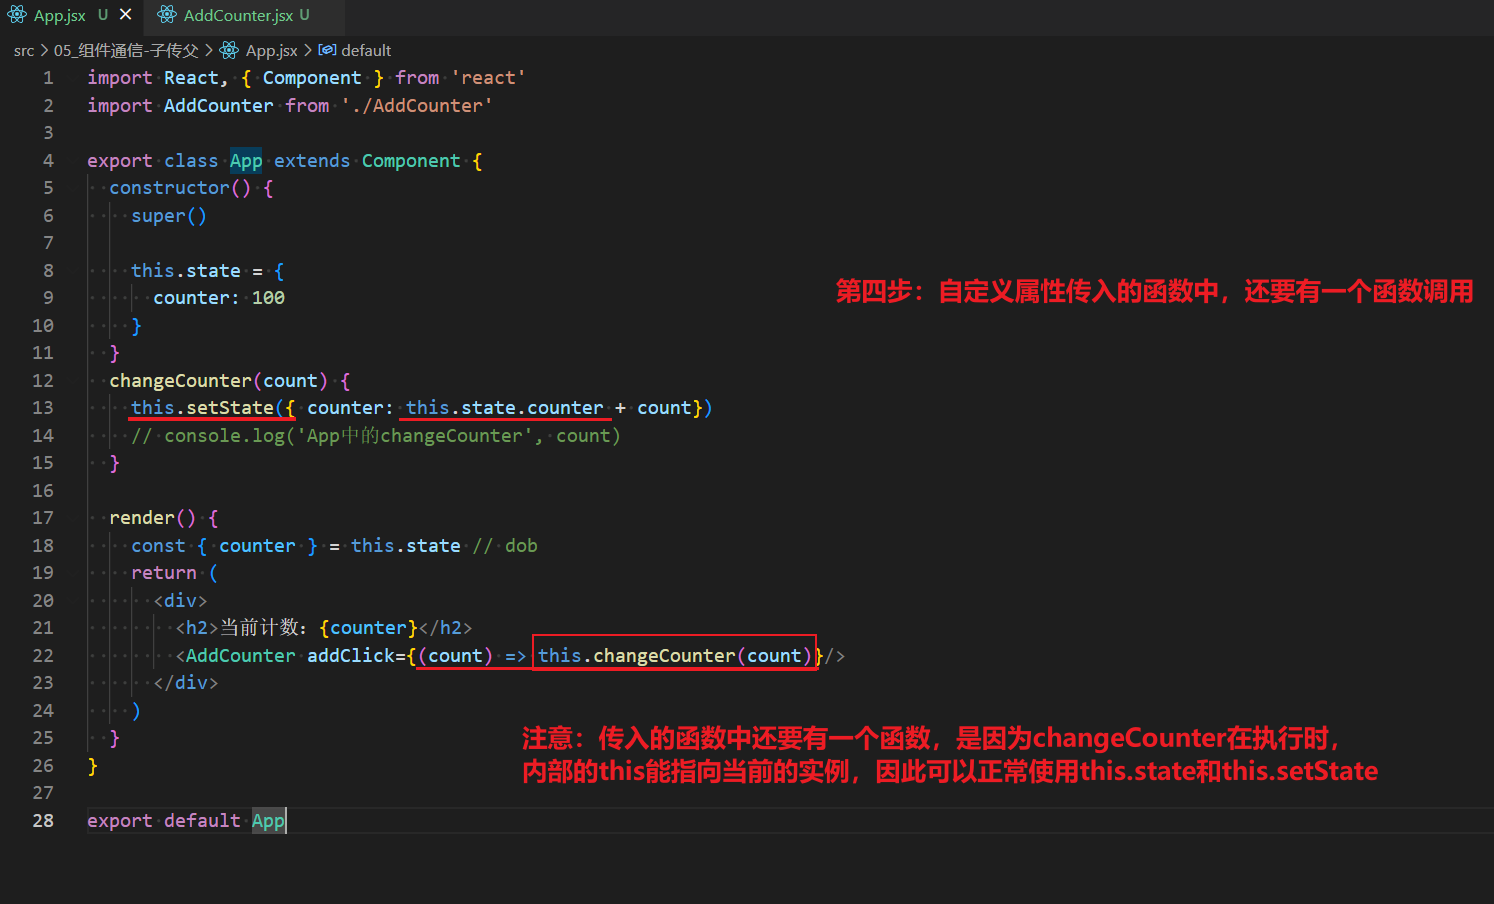 App.jsx U AddCounter.jsx U
src > 05_组件通信-子传父 > App.jsx > default
1 import React, { Component } from 'react'
2 import AddCounter from './AddCounter'
3
4 export class App extends Component {
5 constructor() {
6 super()
7
8 this.state = {
第四步：自定义属性传入的函数中，还要有一个函数调用
9 counter: 100
10 }
11 }
12 changeCounter(count) {
13 this.setState({ counter: this.state.counter + count})
14 // console.log('App中的changeCounter', count)
15 }
16
17 render() {
18 const { counter } = this.state // dob
19 return (
20 <div>
21 <h2>当前计数: {counter}</h2>
22 <AddCounter addClick={(count) => this.changeCounter(count)}/>
23 </div>
24 )
25 }
注意：传入的函数中还要有一个函数，是因为changeCounter在执行时，
内部的this能指向当前的实例，因此可以正常使用this.state和this.setState
26 }
27
28 export default App